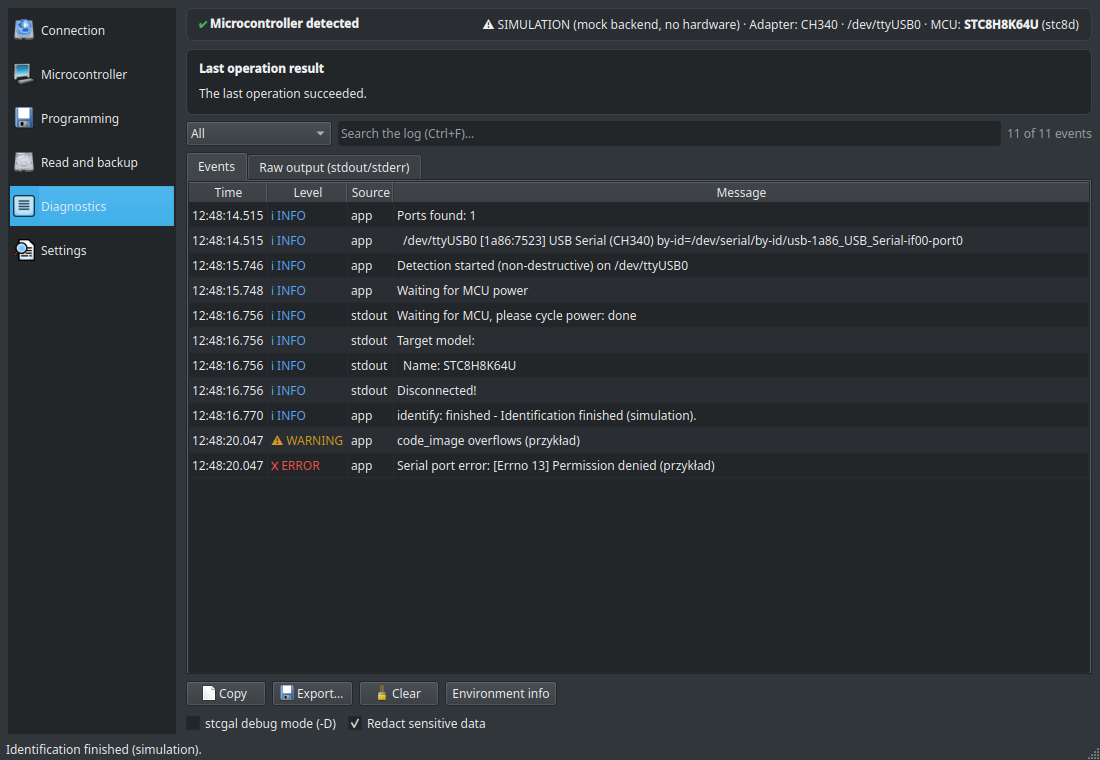 Connection
Microcontroller
Programming
Read and backup
Diagnostics
Settings
✔ Microcontroller detected
⚠ SIMULATION (mock backend, no hardware) · Adapter: CH340 · /dev/ttyUSB0 · MCU: STC8H8K64U (stc8d)
Last operation result
The last operation succeeded.
All
Search the log (Ctrl+F)...
11 of 11 events
Events
Raw output (stdout/stderr)
Time Level Source Message
12:48:14.515 i INFO app Ports found: 1
12:48:14.515 i INFO app /dev/ttyUSB0 [1a86:7523] USB Serial (CH340) by-id=/dev/serial/by-id/usb-1a86_USB_Serial-if00-port0
12:48:15.746 i INFO app Detection started (non-destructive) on /dev/ttyUSB0
12:48:15.748 i INFO app Waiting for MCU power
12:48:16.756 i INFO stdout Waiting for MCU, please cycle power: done
12:48:16.756 i INFO stdout Target model:
12:48:16.756 i INFO stdout Name: STC8H8K64U
12:48:16.756 i INFO stdout Disconnected!
12:48:16.770 i INFO app identify: finished - Identification finished (simulation).
12:48:20.047 ⚠ WARNING app code_image overflows (przykład)
12:48:20.047 X ERROR app Serial port error: [Errno 13] Permission denied (przykład)
Copy
Export...
Clear
Environment info
stcgal debug mode (-D)
✓ Redact sensitive data
Identification finished (simulation).